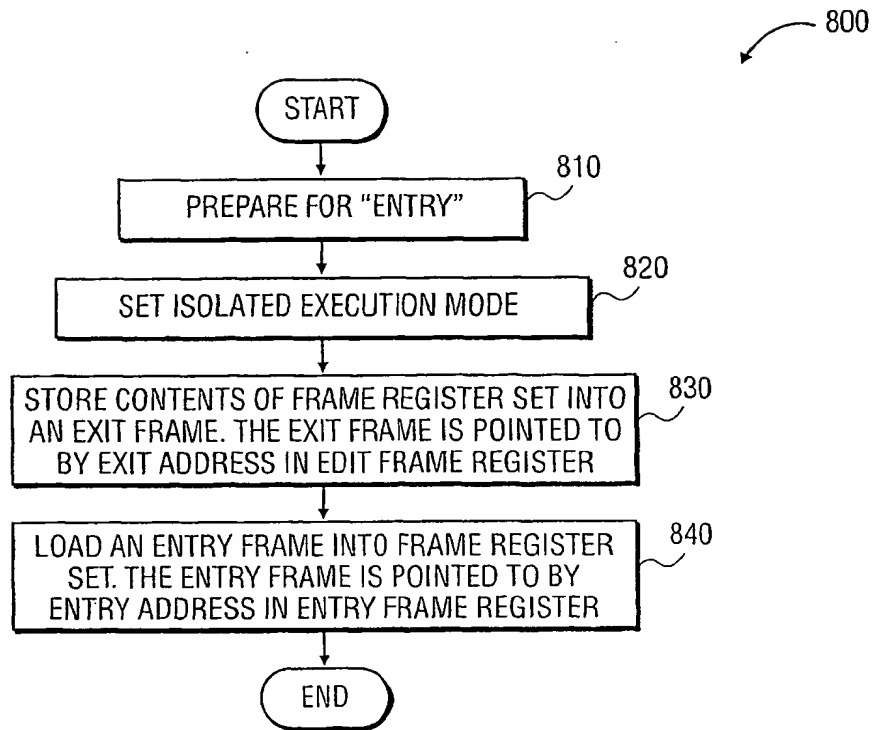 800
START
810
PREPARE FOR “ENTRY”
820
SET ISOLATED EXECUTION MODE
830
STORE CONTENTS OF FRAME REGISTER SET INTO
AN EXIT FRAME. THE EXIT FRAME IS POINTED TO
BY EXIT ADDRESS IN EDIT FRAME REGISTER
840
LOAD AN ENTRY FRAME INTO FRAME REGISTER
SET. THE ENTRY FRAME IS POINTED TO BY
ENTRY ADDRESS IN ENTRY FRAME REGISTER
END